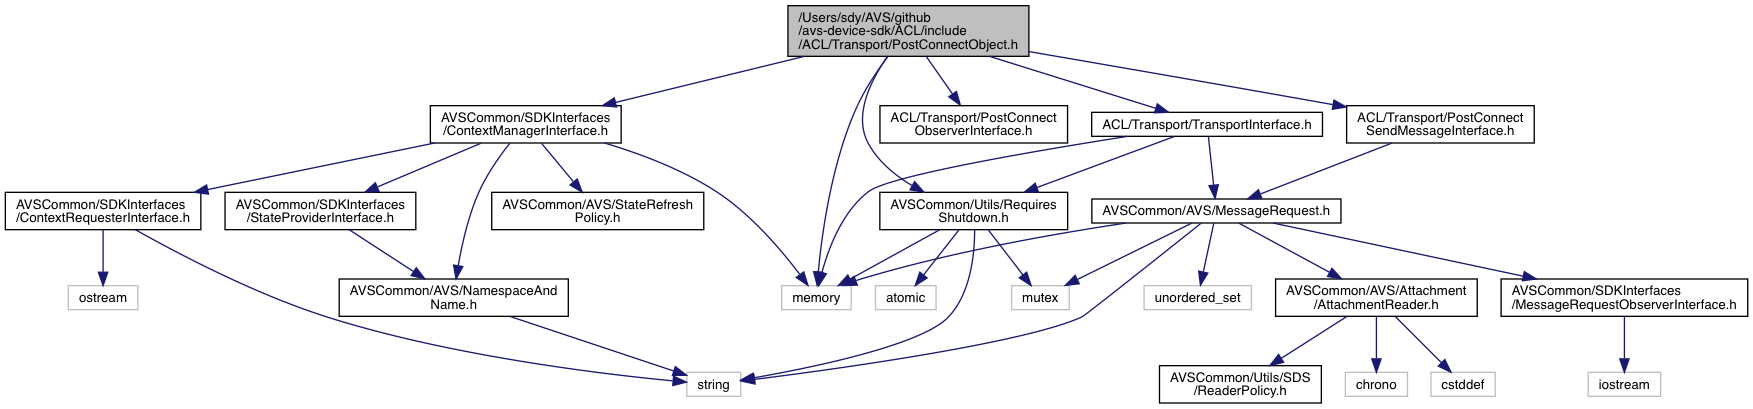 /Users/sdy/AVS/github
/avs-device-sdk/ACL/include
/ACL/Transport/PostConnectObject.h
AVSCommon/SDKInterfaces
/ContextManagerInterface.h
ACL/Transport/PostConnect
ObserverInterface.h
ACL/Transport/TransportInterface.h
ACL/Transport/PostConnect
SendMessageInterface.h
AVSCommon/SDKInterfaces
/ContextRequesterInterface.h
AVSCommon/SDKInterfaces
/StateProviderInterface.h
AVSCommon/AVS/StateRefresh
Policy.h
AVSCommon/Utils/Requires
Shutdown.h
AVSCommon/AVS/MessageRequest.h
ostream
AVSCommon/AVS/NamespaceAnd
Name.h
memory
atomic
mutex
unordered_set
AVSCommon/AVS/Attachment
/AttachmentReader.h
AVSCommon/SDKInterfaces
/MessageRequestObserverInterface.h
string
AVSCommon/Utils/SDS
/ReaderPolicy.h
chrono
cstddef
iostream